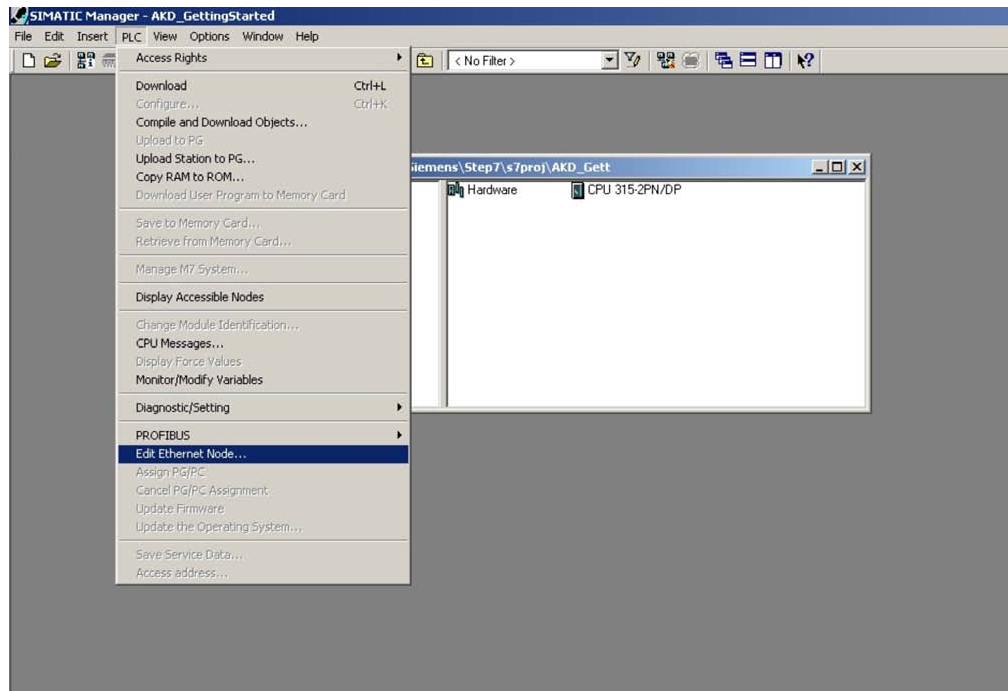 SIMATIC Manager - AKD_GettingStarted
File Edit Insert PLC View Options Window Help
< No Filter >
Access Rights
Download Ctrl+L
Configure... Ctrl+K
Compile and Download Objects...
Upload to PG
Upload Station to PG...
Copy RAM to ROM...
Download User Program to Memory Card
Save to Memory Card...
Retrieve from Memory Card...
Manage M7 System...
Display Accessible Nodes
Change Module Identification...
CPU Messages...
Display Force Values
Monitor/Modify Variables
Diagnostic/Setting
PROFIBUS
Edit Ethernet Node...
Assign PG/PC
Cancel PG/PC Assignment
Update Firmware
Update the Operating System...
Save Service Data...
Access address...
iemens\Step7\s7proj\AKD_Gett
Hardware CPU 315-2PN/DP